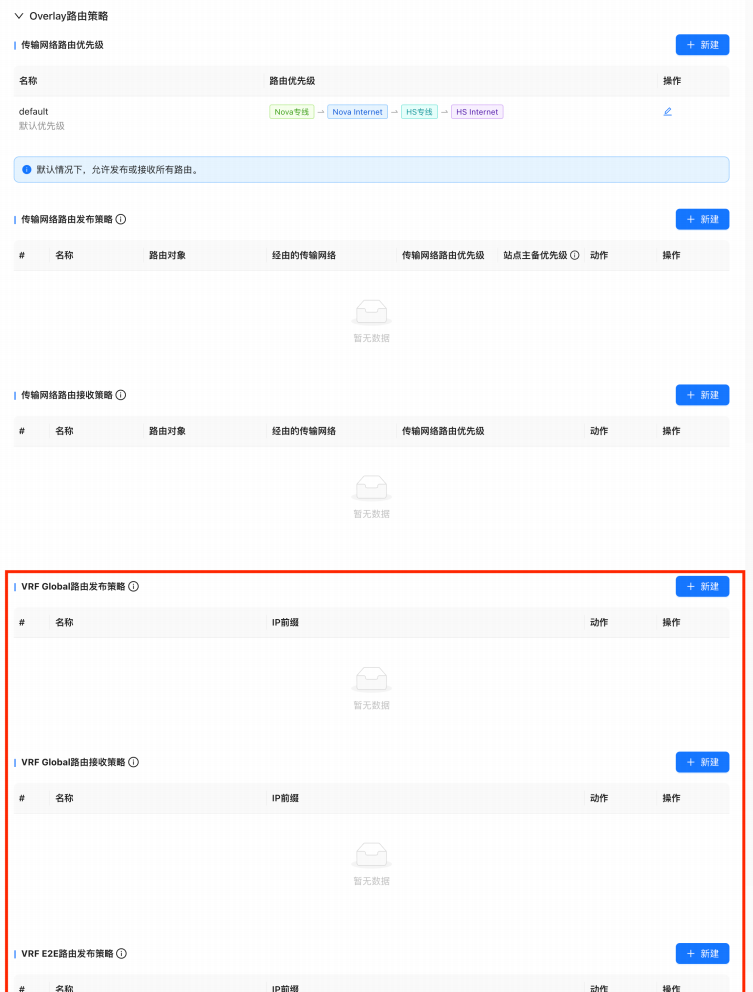 Overlay路由策略
传输网络路由优先级
+ 新建
名称 路由优先级 操作
default Nova专线 → Nova Internet → HS专线 → HS Internet
默认优先级
默认情况下，允许发布或接收所有路由。
传输网络路由发布策略
+ 新建
# 名称 路由对象 经由的传输网络 传输网络路由优先级 站点主备优先级 动作 操作
暂无数据
传输网络路由接收策略
+ 新建
# 名称 路由对象 经由的传输网络 传输网络路由优先级 动作 操作
暂无数据
VRF Global路由发布策略
+ 新建
# 名称 IP前缀 动作 操作
暂无数据
VRF Global路由接收策略
+ 新建
# 名称 IP前缀 动作 操作
暂无数据
VRF E2E路由发布策略
+ 新建
# 名称 IP前缀 动作 操作